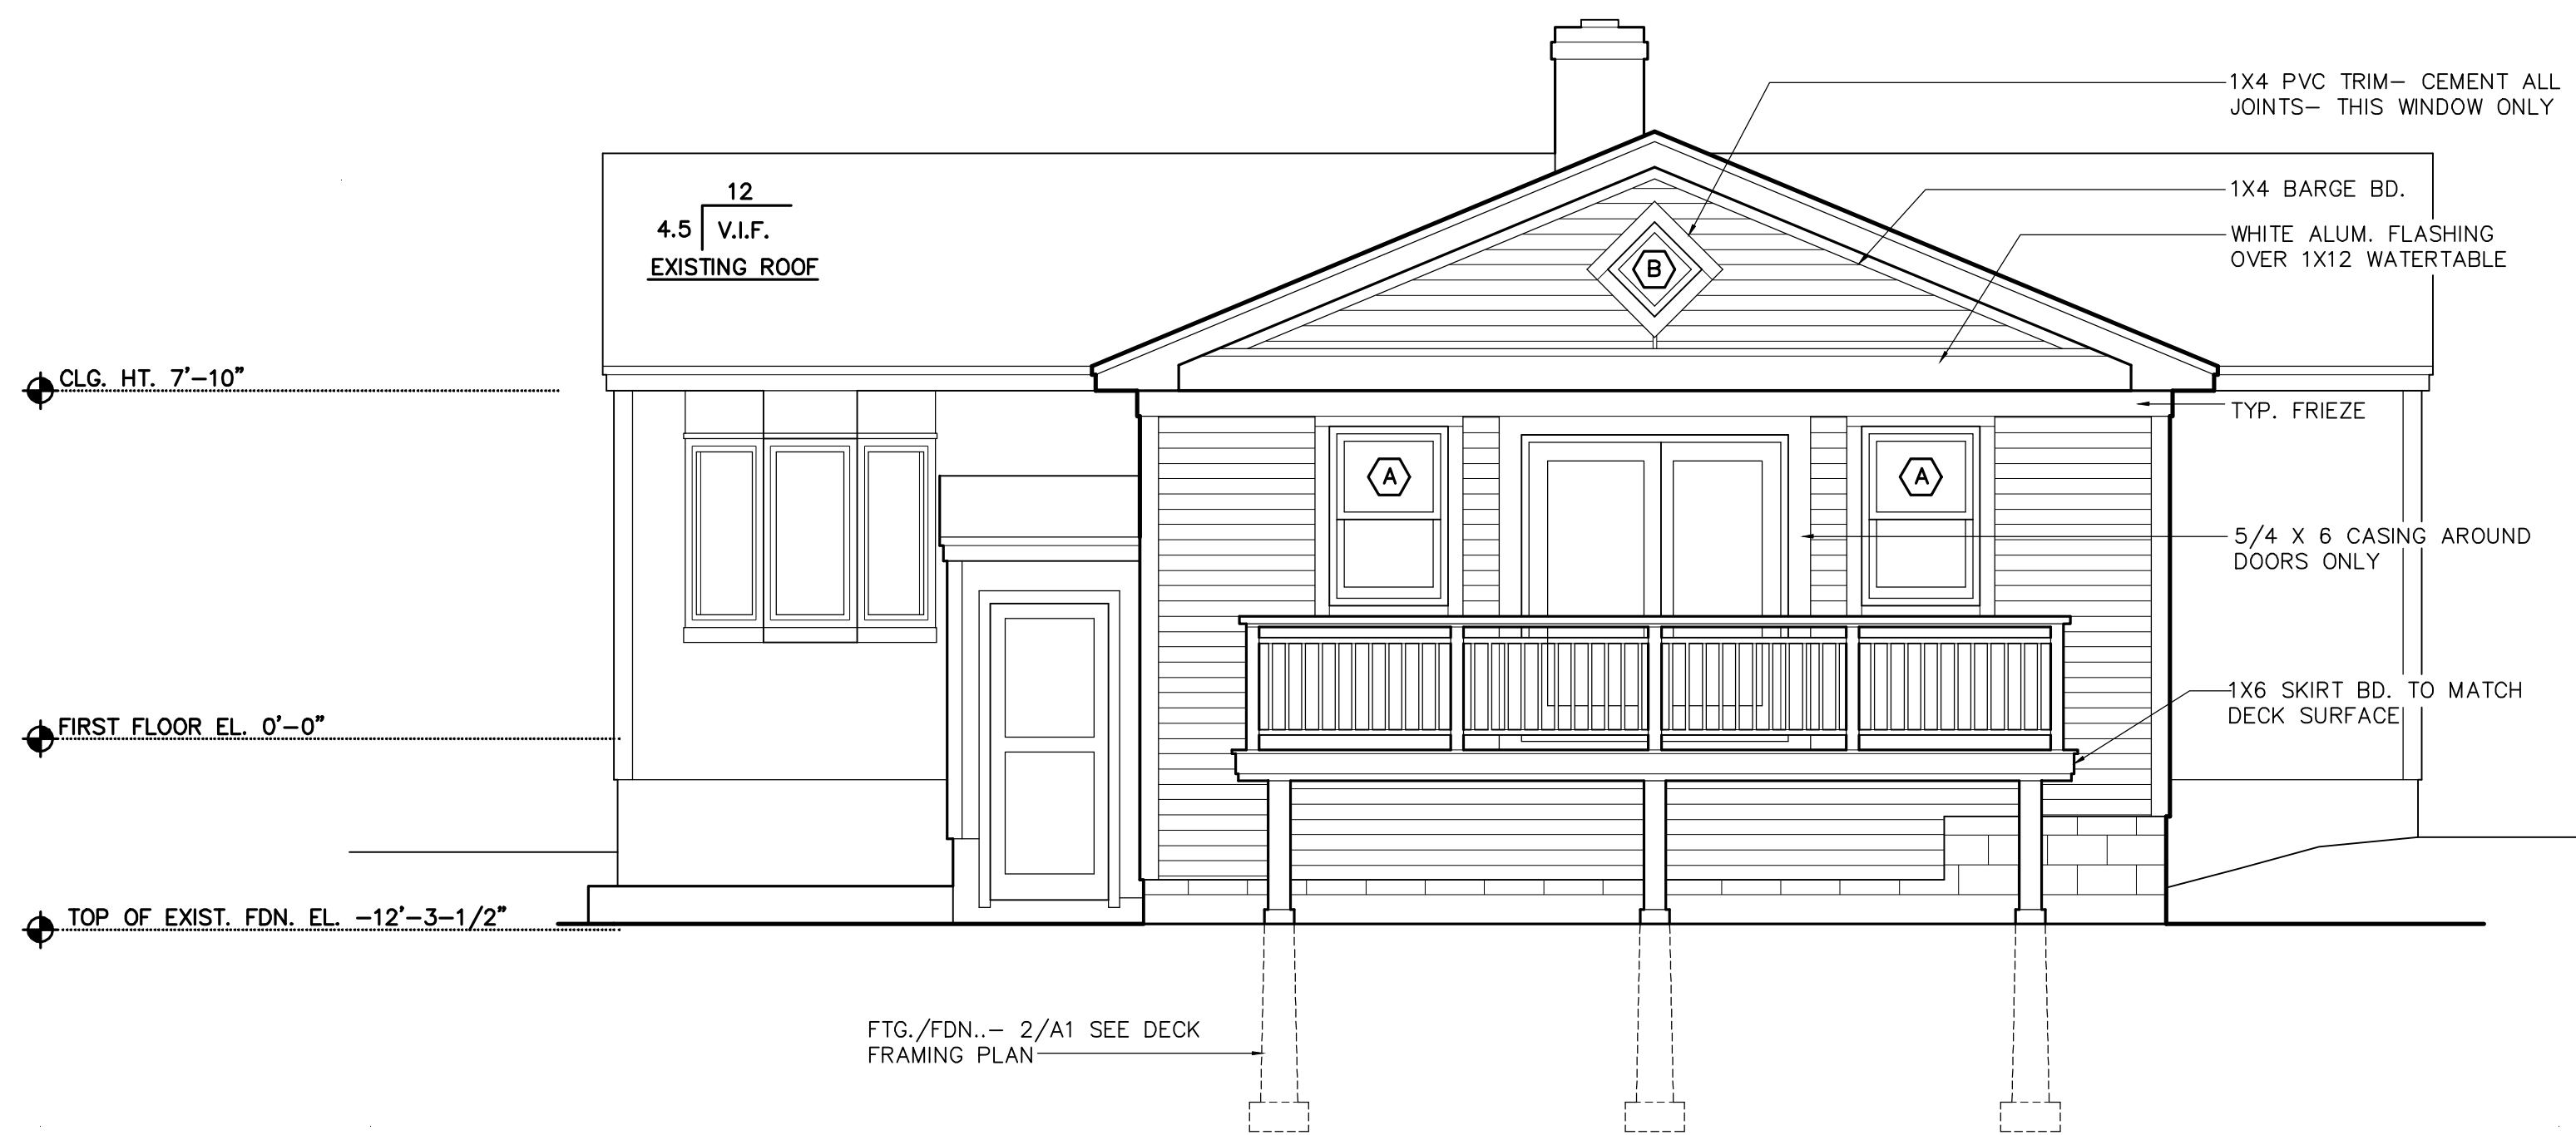 1X4 PVC TRIM– CEMENT ALL
JOINTS– THIS WINDOW ONLY
12
4.5
V.I.F.
EXISTING ROOF
1X4 BARGE BD.
WHITE ALUM. FLASHING
OVER 1X12 WATERTABLE
B
CLG. HT. 7'–10"
TYP. FRIEZE
A
A
5/4 X 6 CASING AROUND
DOORS ONLY
1X6 SKIRT BD. TO MATCH
DECK SURFACE
FIRST FLOOR EL. 0'–0"
TOP OF EXIST. FDN. EL. –12'–3–1/2"
FTG./FDN..– 2/A1 SEE DECK
FRAMING PLAN